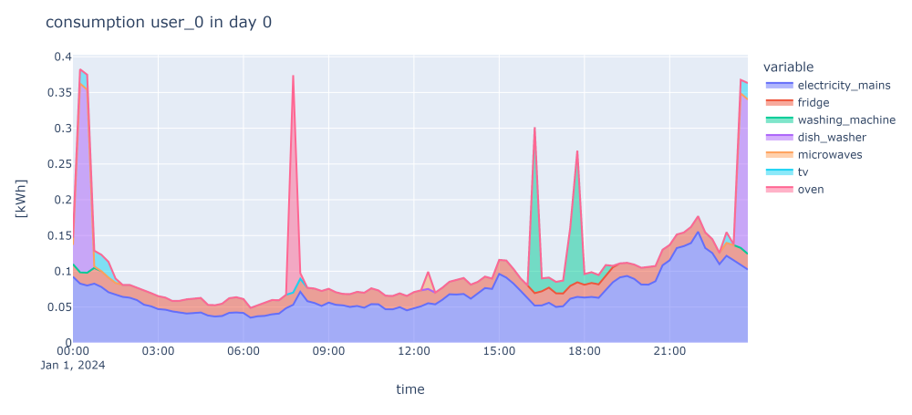 consumption user_0 in day 0
variable
electricity_mains
fridge
washing_machine
dish_washer
microwaves
tv
oven
[kWh]
0.4
0.35
0.3
0.25
0.2
0.15
0.1
0.05
0
00:00 03:00 06:00 09:00 12:00 15:00 18:00 21:00
Jan 1, 2024
time